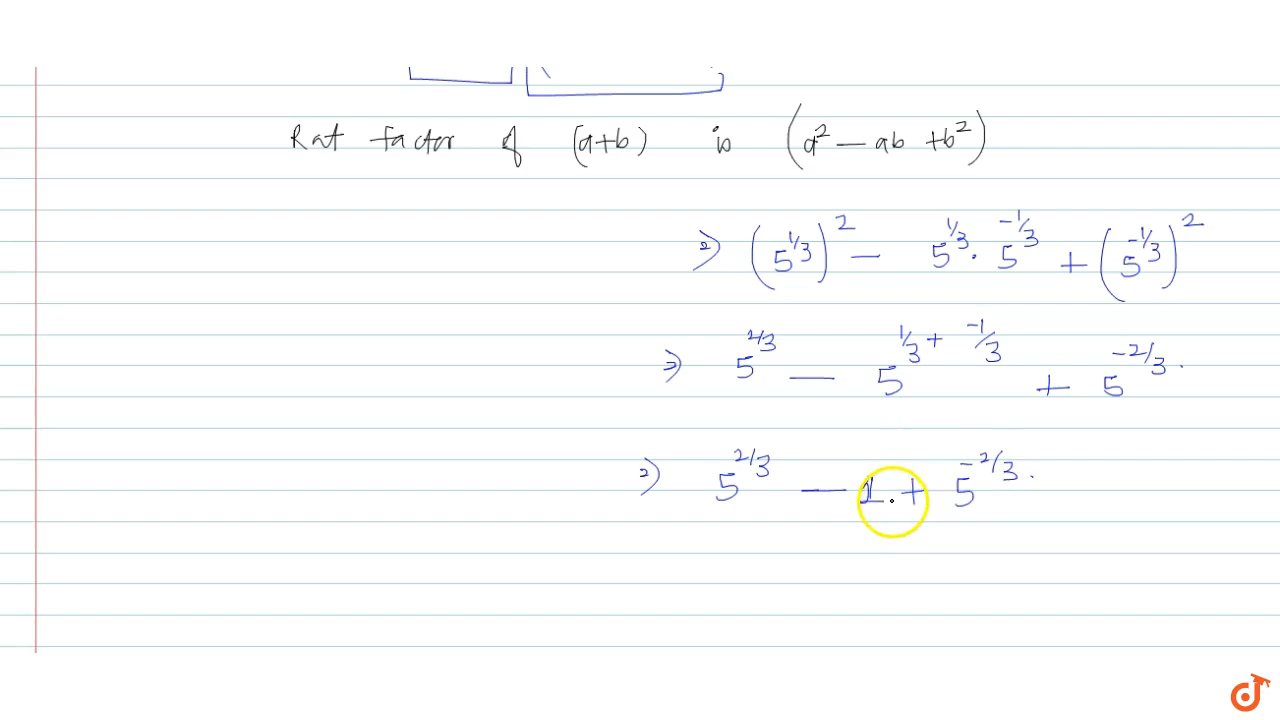 Rat factor of (a+b) is (a² — ab + b²)
⇒ (5^{1/3})² — 5^{1/3} · 5^{-1/3} + (5^{-1/3})²
⇒ 5^{2/3} — 5^{1/3 + -1/3} + 5^{-2/3}.
⇒ 5^{2/3} — 1 . + 5^{-2/3} .